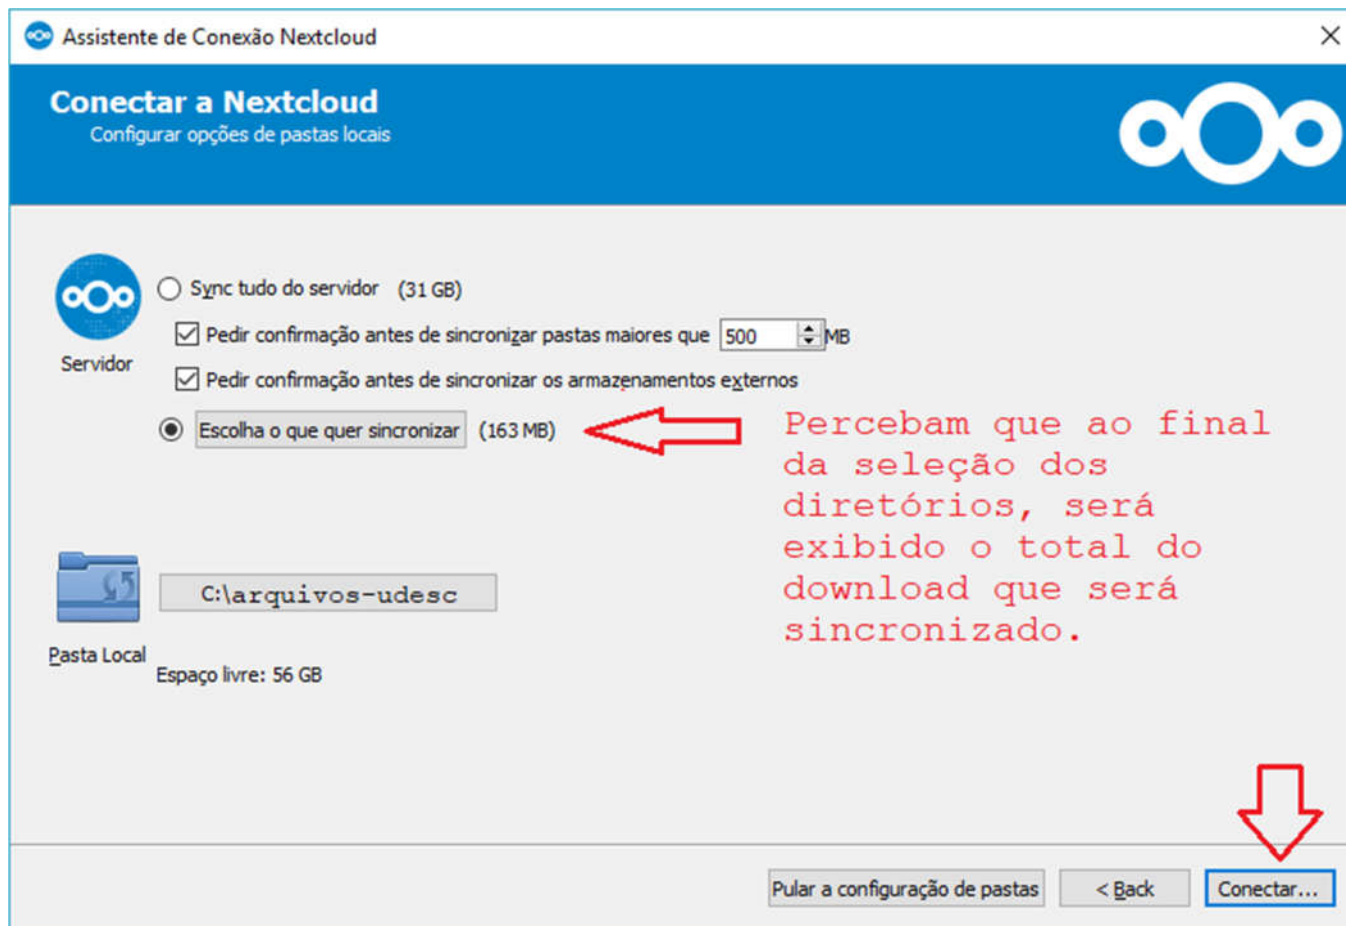 Assistente de Conexão Nextcloud
Conectar a Nextcloud
Configurar opções de pastas locais
Sync tudo do servidor (31 GB)
Pedir confirmação antes de sincronizar pastas maiores que 500 MB
Servidor
Pedir confirmação antes de sincronizar os armazenamentos externos
Escolha o que quer sincronizar (163 MB)
Percebam que ao final
da seleção dos
diretórios, será
exibido o total do
download que será
sincronizado.
C:\arquivos-udesc
Pasta Local
Espaço livre: 56 GB
Pular a configuração de pastas
< Back
Conectar...